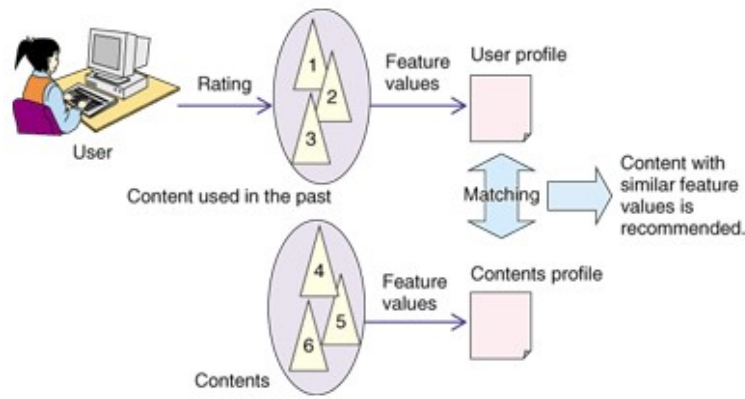 User
Rating
1
2
3
Content used in the past
Feature
values
User profile
Matching
Content with
similar feature
values is
recommended.
4
5
6
Contents
Feature
values
Contents profile